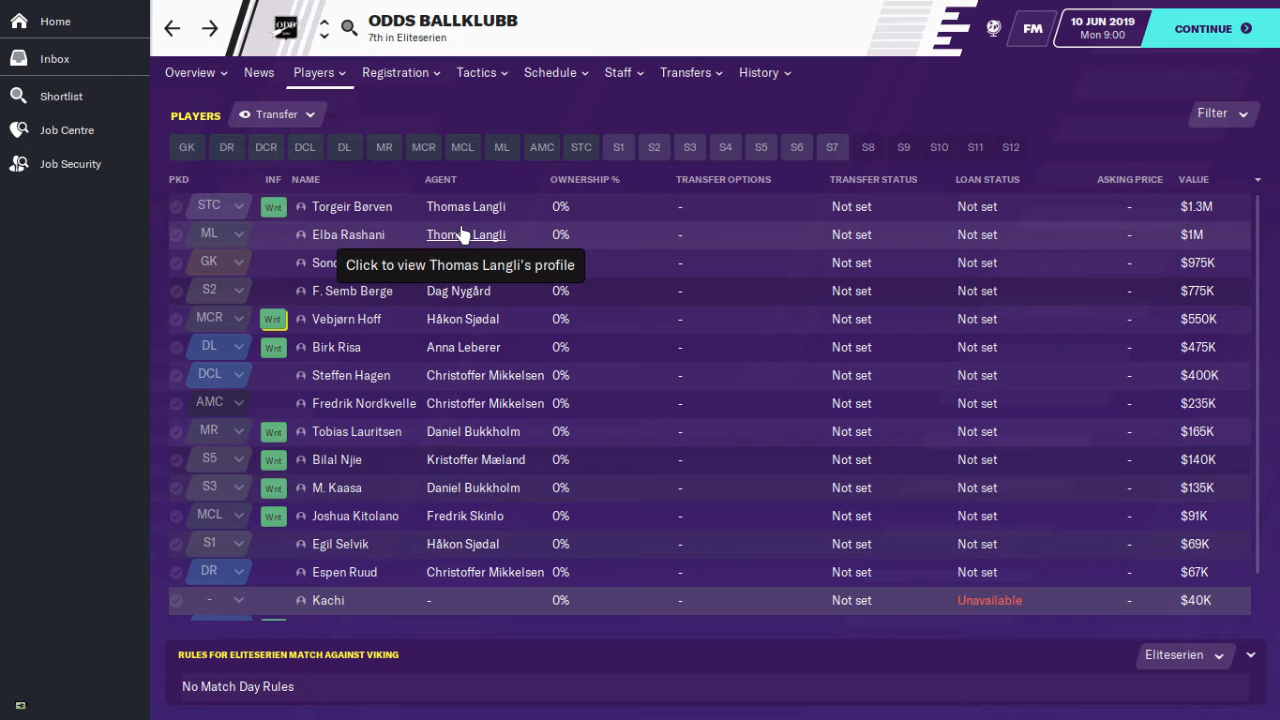 Home
Inbox
Shortlist
Job Centre
Job Security
ODD
ODDS BALLKLUBB
7th in Eliteserien
FM
10 JUN 2019
Mon 9:00
CONTINUE
Overview News Players Registration Tactics Schedule Staff Transfers History
PLAYERS Transfer Filter
GK DR DCR DCL DL MR MCR MCL ML AMC STC S1 S2 S3 S4 S5 S6 S7 S8 S9 S10 S11 S12
PKD INF NAME AGENT OWNERSHIP % TRANSFER OPTIONS TRANSFER STATUS LOAN STATUS ASKING PRICE VALUE
STC Wnt Torgeir Børven Thomas Langli 0% - Not set Not set - $1.3M
ML Elba Rashani Langli 0% - Not set Not set - $1M
Click to view Thomas Langli's profile
GK 0% - Not set Not set - $975K
S2 F. Semb Berge Dag Nygård 0% - Not set Not set - $775K
MCR Wnt Vebjørn Hoff Håkon Sjødal 0% - Not set Not set - $550K
DL Wnt Birk Risa Anna Leberer 0% - Not set Not set - $475K
DCL Steffen Hagen Christoffer Mikkelsen 0% - Not set Not set - $400K
AMC Fredrik Nordkvelle Christoffer Mikkelsen 0% - Not set Not set - $235K
MR Wnt Tobias Lauritsen Daniel Bukkholm 0% - Not set Not set - $165K
S5 Wnt Bilal Njie Kristoffer Mæland 0% - Not set Not set - $140K
S3 Wnt M. Kaasa Daniel Bukkholm 0% - Not set Not set - $135K
MCL Wnt Joshua Kitolano Fredrik Skinlo 0% - Not set Not set - $91K
S1 Egil Selvik Håkon Sjødal 0% - Not set Not set - $69K
DR Espen Ruud Christoffer Mikkelsen 0% - Not set Not set - $67K
- Kachi - 0% - Not set Unavailable - $40K
RULES FOR ELITESERIEN MATCH AGAINST VIKING Eliteserien
No Match Day Rules